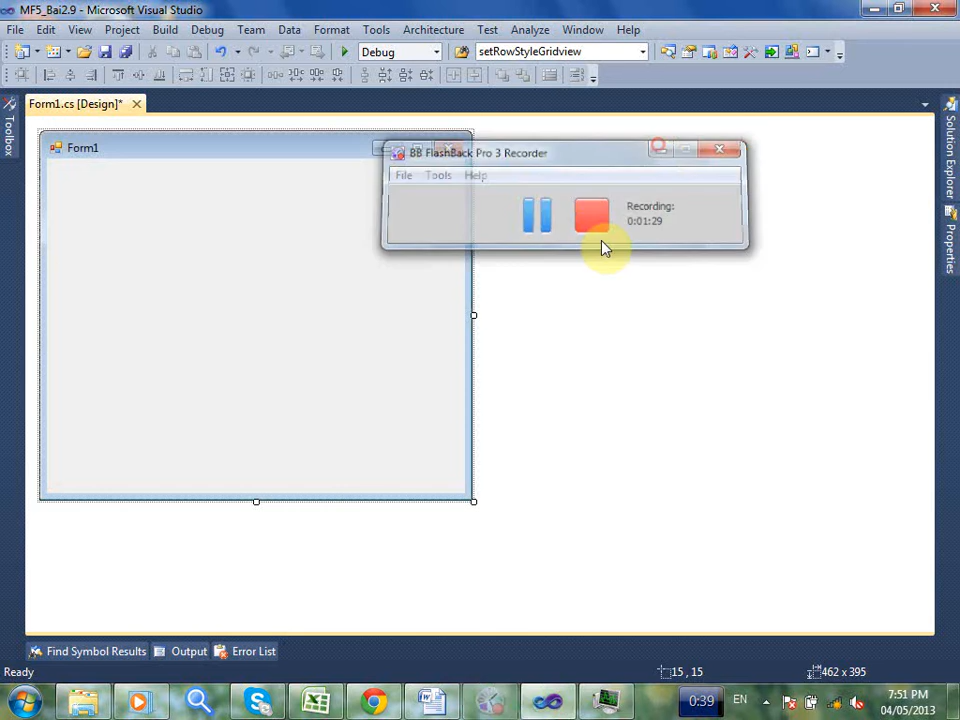 MF5_Bai2.9 - Microsoft Visual Studio
File Edit View Project Build Debug Team Data Format Tools Architecture Test Analyze Window Help
Debug setRowStyleGridview
Form1.cs [Design]*
Toolbox
Solution Explorer
Properties
Form1
BB FlashBack Pro 3 Recorder
File Tools Help
Recording:
0:01:29
Find Symbol Results Output Error List
Ready 15 , 15 462 x 395
0:39 EN 7:51 PM
04/05/2013